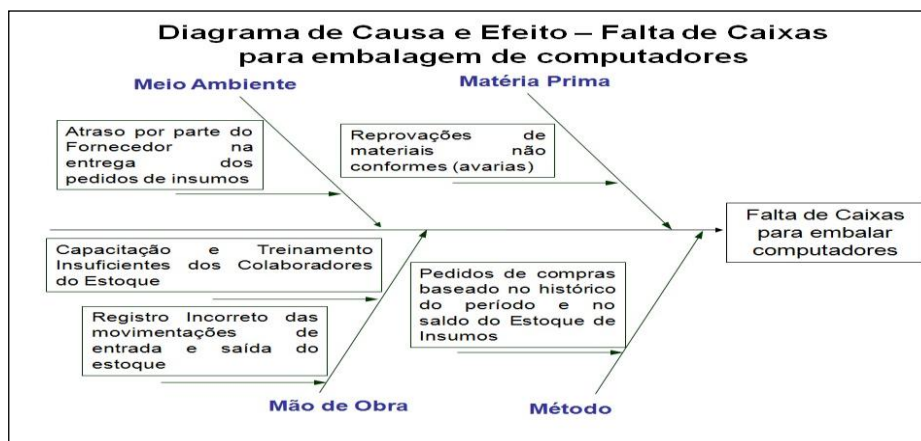 Diagrama de Causa e Efeito – Falta de Caixas
para embalagem de computadores
Meio Ambiente
Matéria Prima
Atraso por parte do
Fornecedor na
entrega dos
pedidos de insumos
Reprovações de
materiais não
conformes (avarias)
Falta de Caixas
para embalar
computadores
Capacitação e Treinamento
Insuficientes dos Colaboradores
do Estoque
Pedidos de compras
baseado no histórico
do período e no
saldo do Estoque de
Insumos
Registro Incorreto das
movimentações de
entrada e saída do
estoque
Mão de Obra
Método